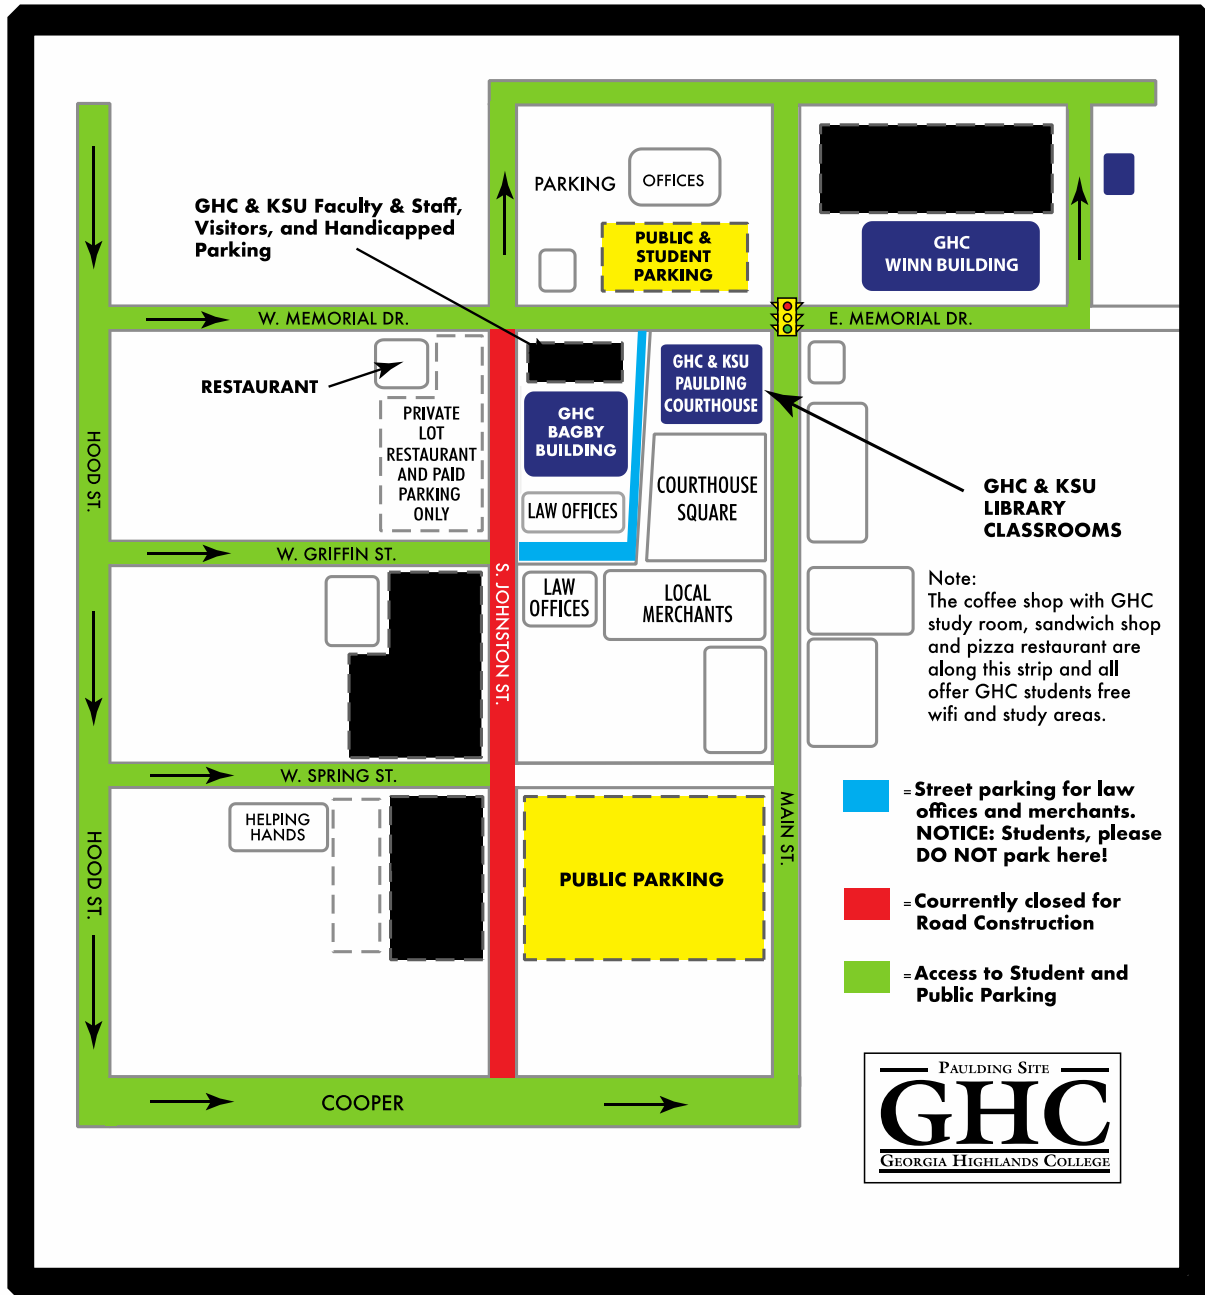 PARKING
OFFICES
GHC & KSU Faculty & Staff,
Visitors, and Handicapped
Parking
PUBLIC &
STUDENT
PARKING
GHC
WINN BUILDING
W. MEMORIAL DR.
E. MEMORIAL DR.
RESTAURANT
GHC & KSU
PAULDING
COURTHOUSE
PRIVATE
LOT
RESTAURANT
AND PAID
PARKING
ONLY
GHC
BAGBY
BUILDING
HOOD ST.
LAW OFFICES
COURTHOUSE
SQUARE
GHC & KSU
LIBRARY
CLASSROOMS
W. GRIFFIN ST.
S. JOHNSTON ST.
LAW
OFFICES
LOCAL
MERCHANTS
Note:
The coffee shop with GHC
study room, sandwich shop
and pizza restaurant are
along this strip and all
offer GHC students free
wifi and study areas.
W. SPRING ST.
HELPING
HANDS
HOOD ST.
MAIN ST.
PUBLIC PARKING
= Street parking for law
offices and merchants.
NOTICE: Students, please
DO NOT park here!
= Courrently closed for
Road Construction
= Access to Student and
Public Parking
COOPER
PAULDING SITE
GHC
GEORGIA HIGHLANDS COLLEGE